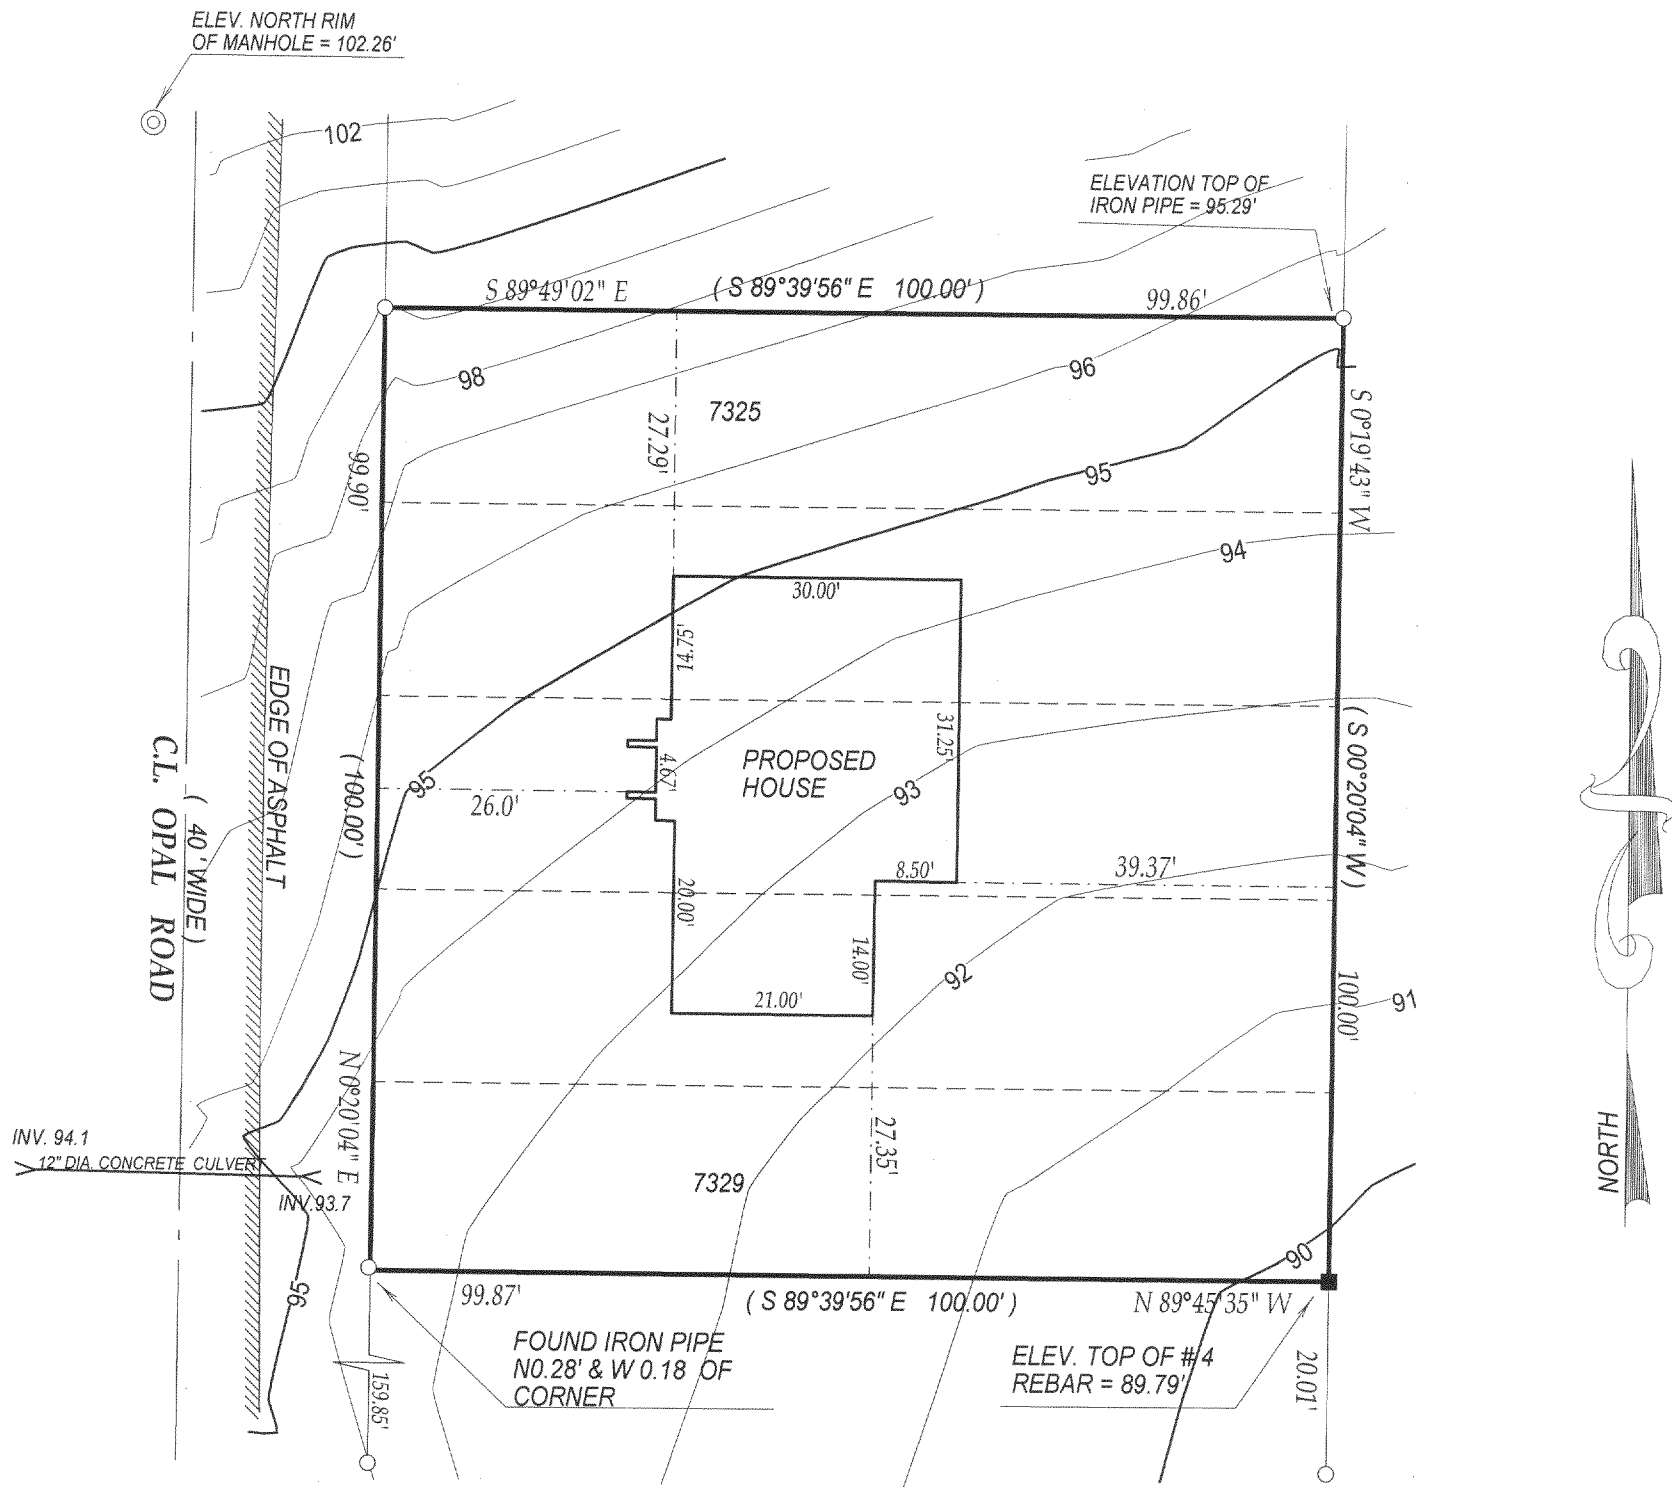 ELEV. NORTH RIM
OF MANHOLE = 102.26'
102
ELEVATION TOP OF
IRON PIPE = 95.29'
S 89°49'02" E
( S 89°39'56" E 100.00' )
99.86'
98
96
7325
27.29'
99.90'
95
S 0°19'43" W
94
30.00'
14.75'
EDGE OF ASPHALT
31.25'
( S 00°20'04" W )
PROPOSED
HOUSE
4.67'
93
95
26.0'
( 100.00' )
C.L. OPAL ROAD
( 40' WIDE )
8.50'
39.37'
20.00'
14.00'
92
21.00'
100.00'
91
N 0°20'04" E
27.35'
NORTH
INV. 94.1
12" DIA. CONCRETE CULVERT
INV.93.7
7329
90
95
99.87'
( S 89°39'56" E 100.00' )
N 89°45'35" W
FOUND IRON PIPE
N0.28' & W 0.18 OF
CORNER
ELEV. TOP OF # 4
REBAR = 89.79'
159.85'
20.01'